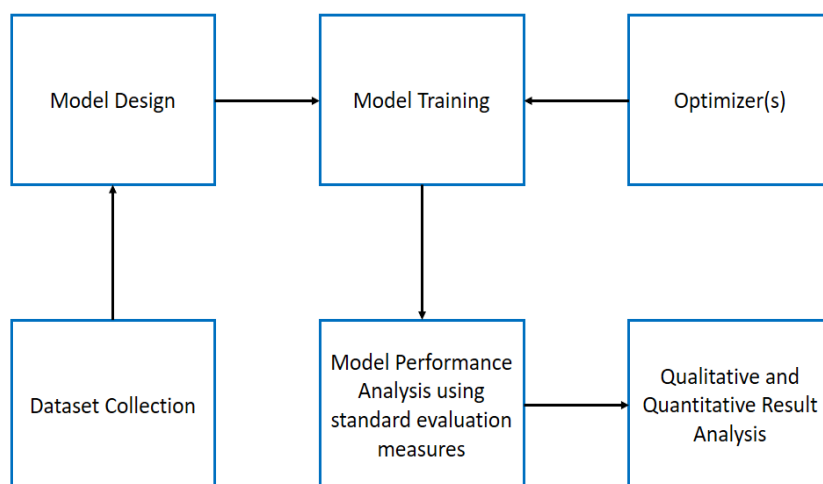 Model Design
Model Training
Optimizer(s)
Dataset Collection
Model Performance
Analysis using
standard evaluation
measures
Qualitative and
Quantitative Result
Analysis